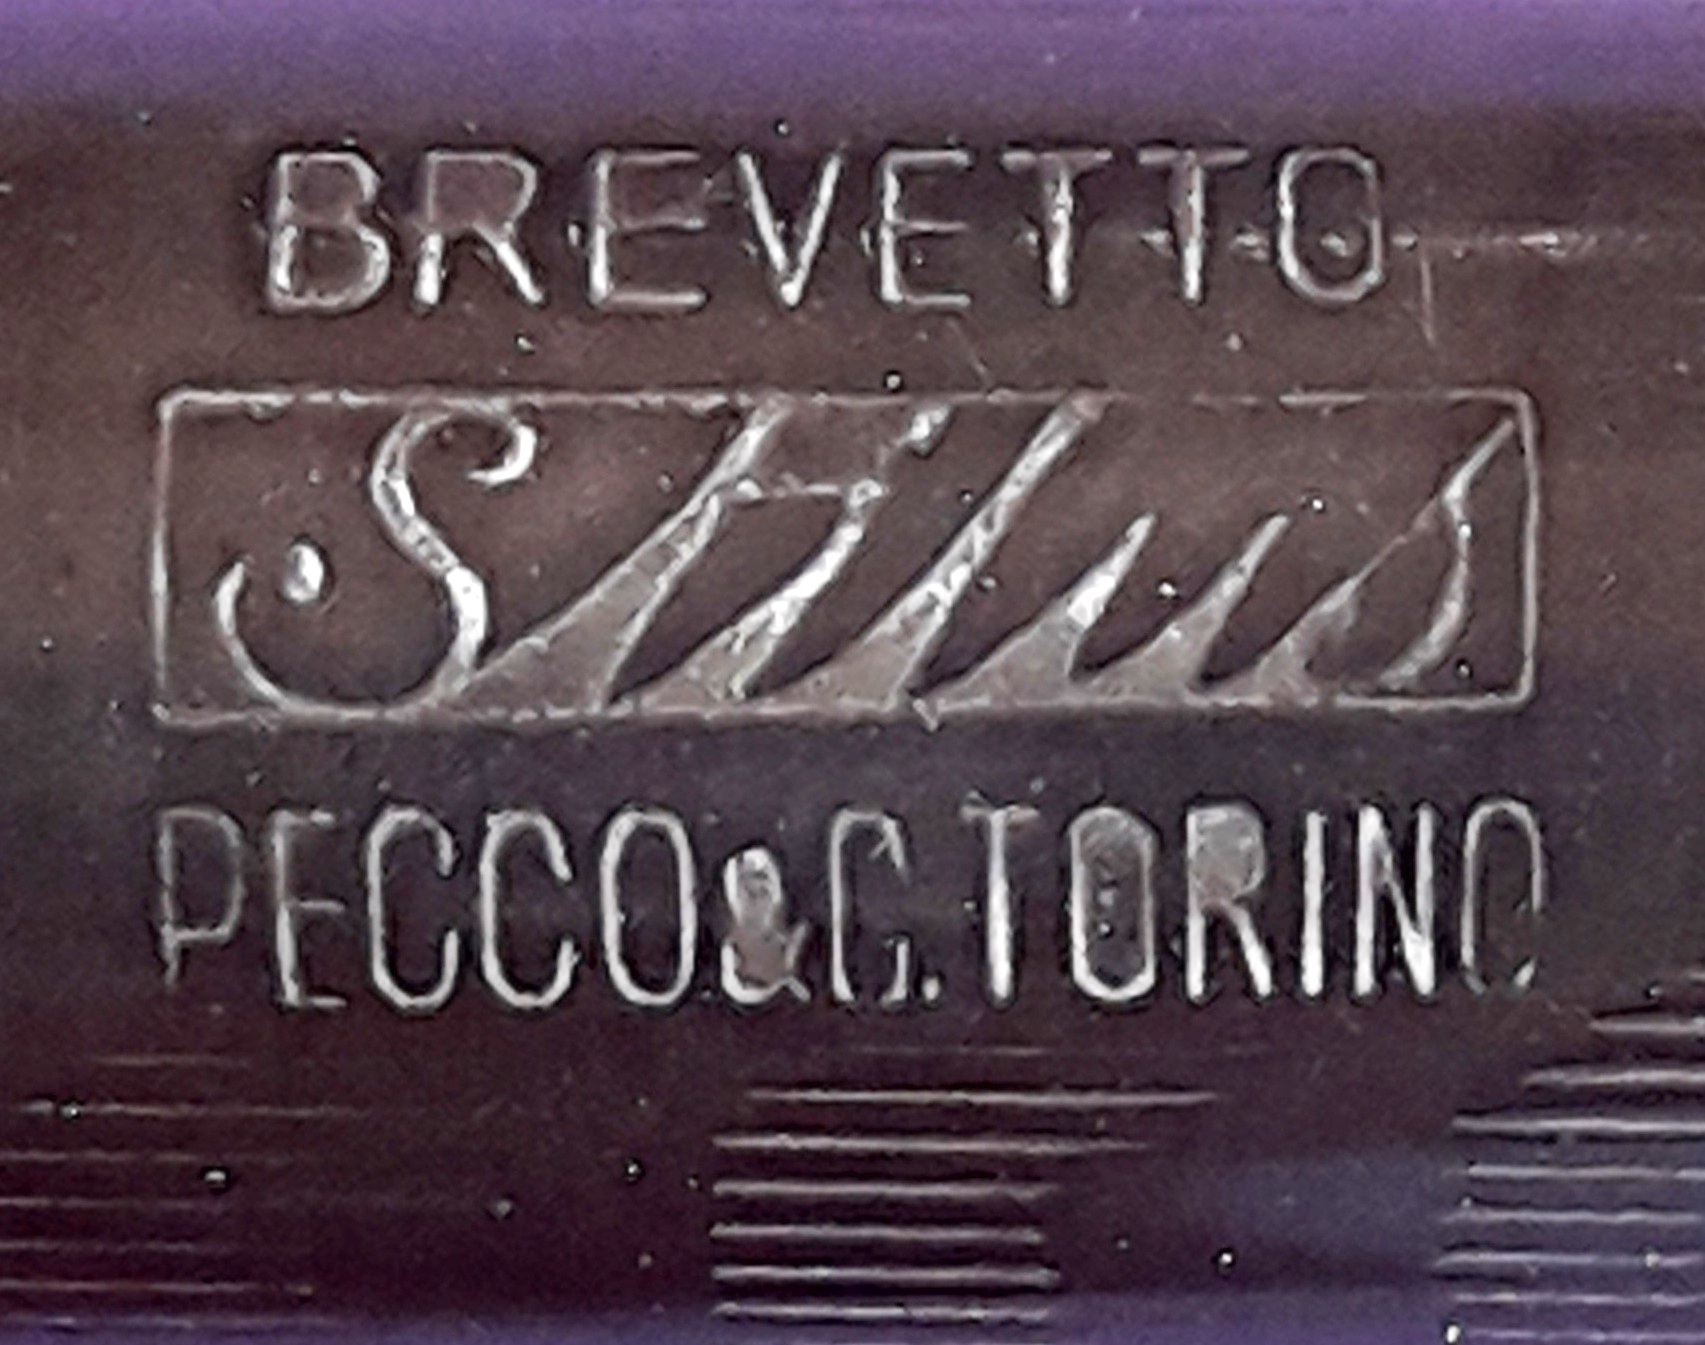 BREVETTO
Stilus
PECCO & C. TORINO